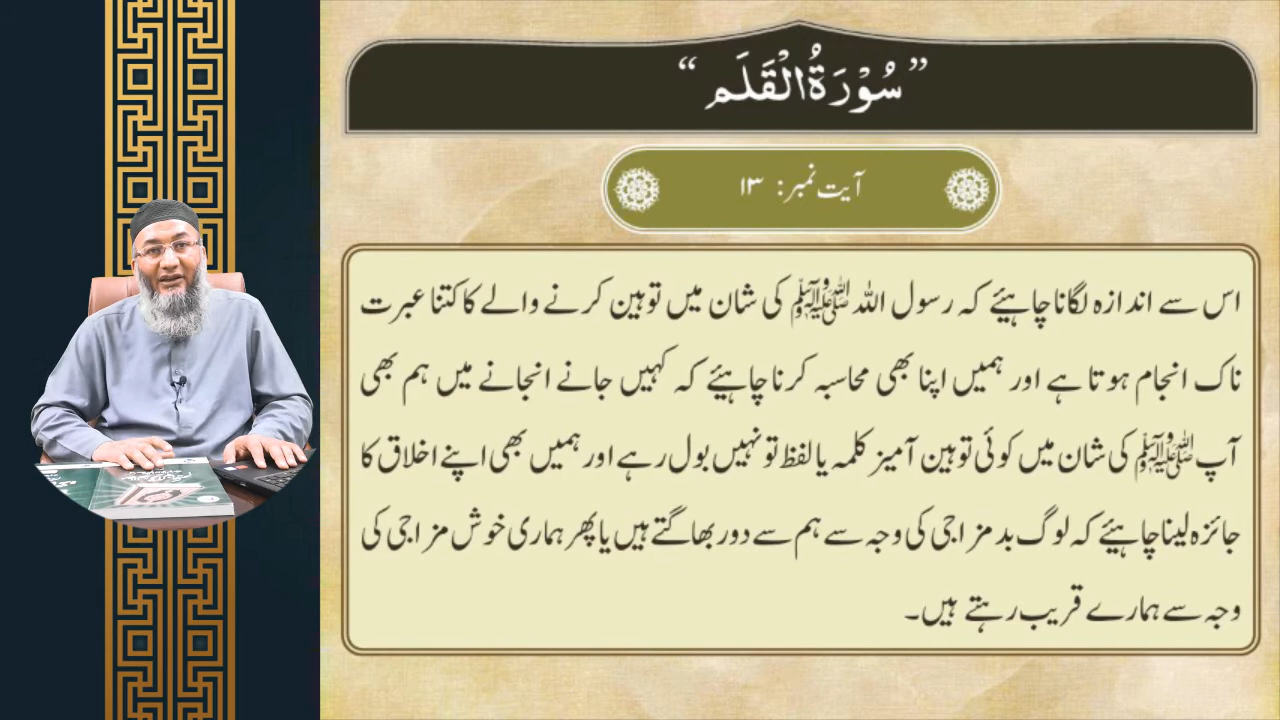 ”سُوْرَةُ الْقَلَم“
آیت نمبر: ۱۳
اس سے اندازہ لگانا چاہیئے کہ رسول اللہ ﷺ کی شان میں توہین کرنے والے کا کتنا عبرت
ناک انجام ہوتا ہے اور ہمیں اپنا بھی محاسبہ کرنا چاہیئے کہ کہیں جانے انجانے میں ہم بھی
آپ ﷺ کی شان میں کوئی توہین آمیز کلمہ یا لفظ تو نہیں بول رہے اور ہمیں بھی اپنے اخلاق کا
جائزہ لینا چاہیئے کہ لوگ بد مزاجی کی وجہ سے ہم سے دور بھاگتے ہیں یا پھر ہماری خوش مزاجی کی
وجہ سے ہمارے قریب رہتے ہیں۔